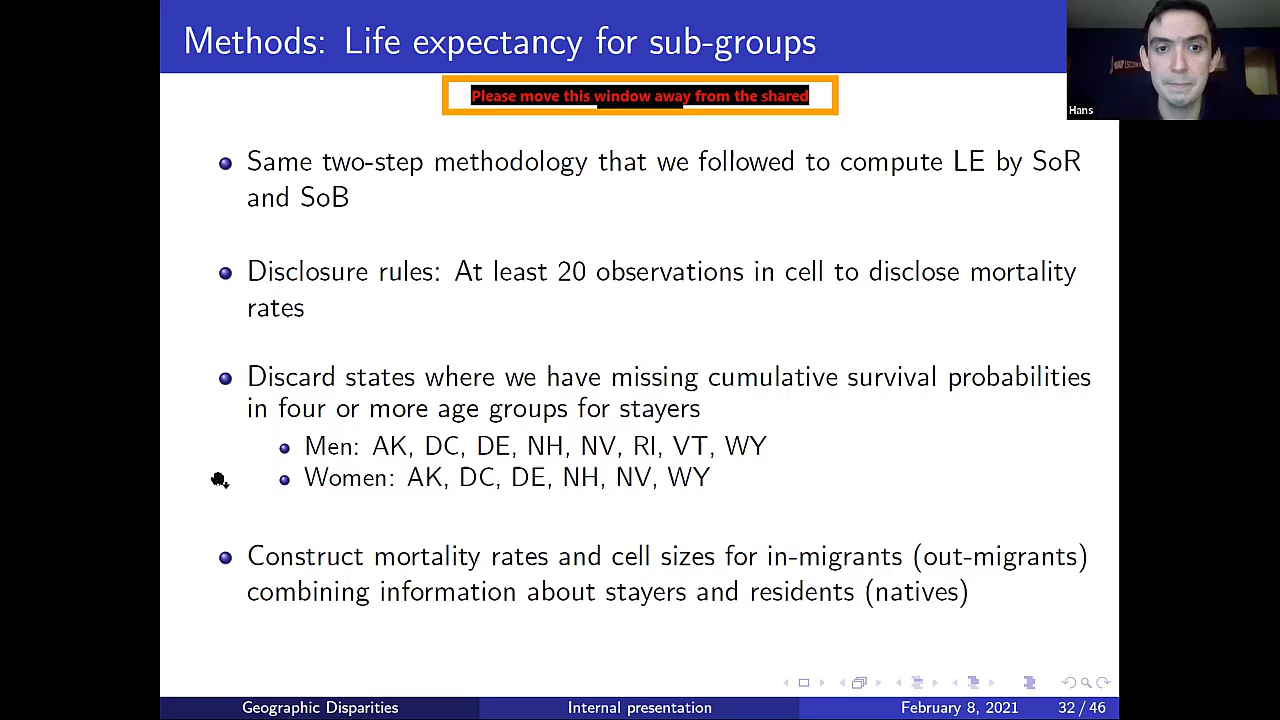 Methods: Life expectancy for sub-groups
Please move this window away from the shared
Hans
Same two-step methodology that we followed to compute LE by SoR
and SoB
Disclosure rules: At least 20 observations in cell to disclose mortality
rates
Discard states where we have missing cumulative survival probabilities
in four or more age groups for stayers
Men: AK, DC, DE, NH, NV, RI, VT, WY
Women: AK, DC, DE, NH, NV, WY
Construct mortality rates and cell sizes for in-migrants (out-migrants)
combining information about stayers and residents (natives)
Geographic Disparities
Internal presentation
February 8, 2021
32 / 46